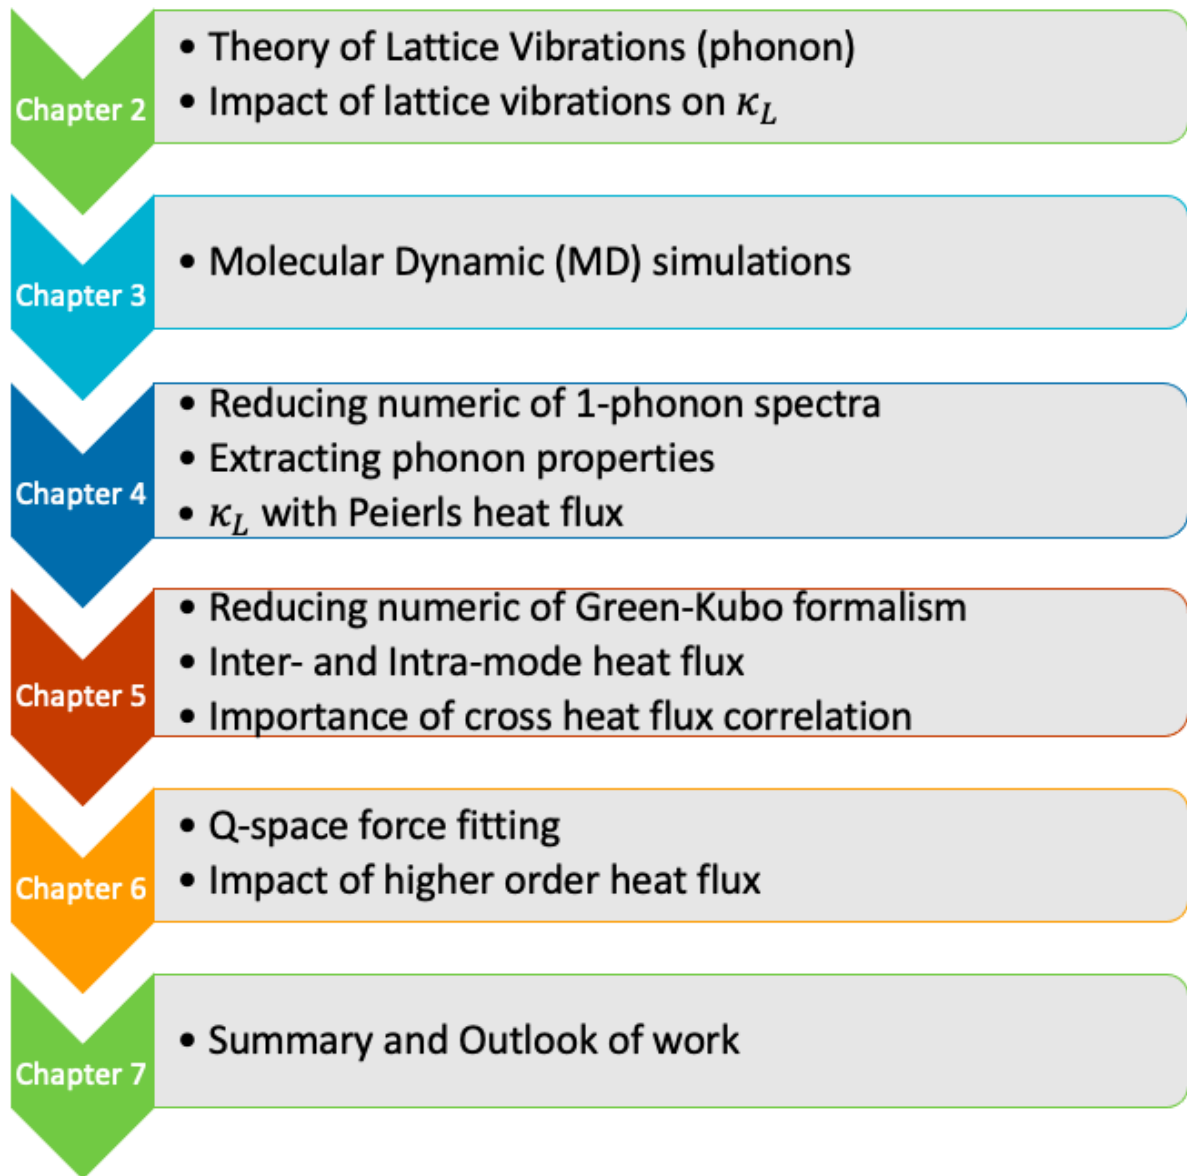 Chapter 2
• Theory of Lattice Vibrations (phonon)
• Impact of lattice vibrations on κ_L
Chapter 3
• Molecular Dynamic (MD) simulations
Chapter 4
• Reducing numeric of 1-phonon spectra
• Extracting phonon properties
• κ_L with Peierls heat flux
Chapter 5
• Reducing numeric of Green-Kubo formalism
• Inter- and Intra-mode heat flux
• Importance of cross heat flux correlation
Chapter 6
• Q-space force fitting
• Impact of higher order heat flux
Chapter 7
• Summary and Outlook of work